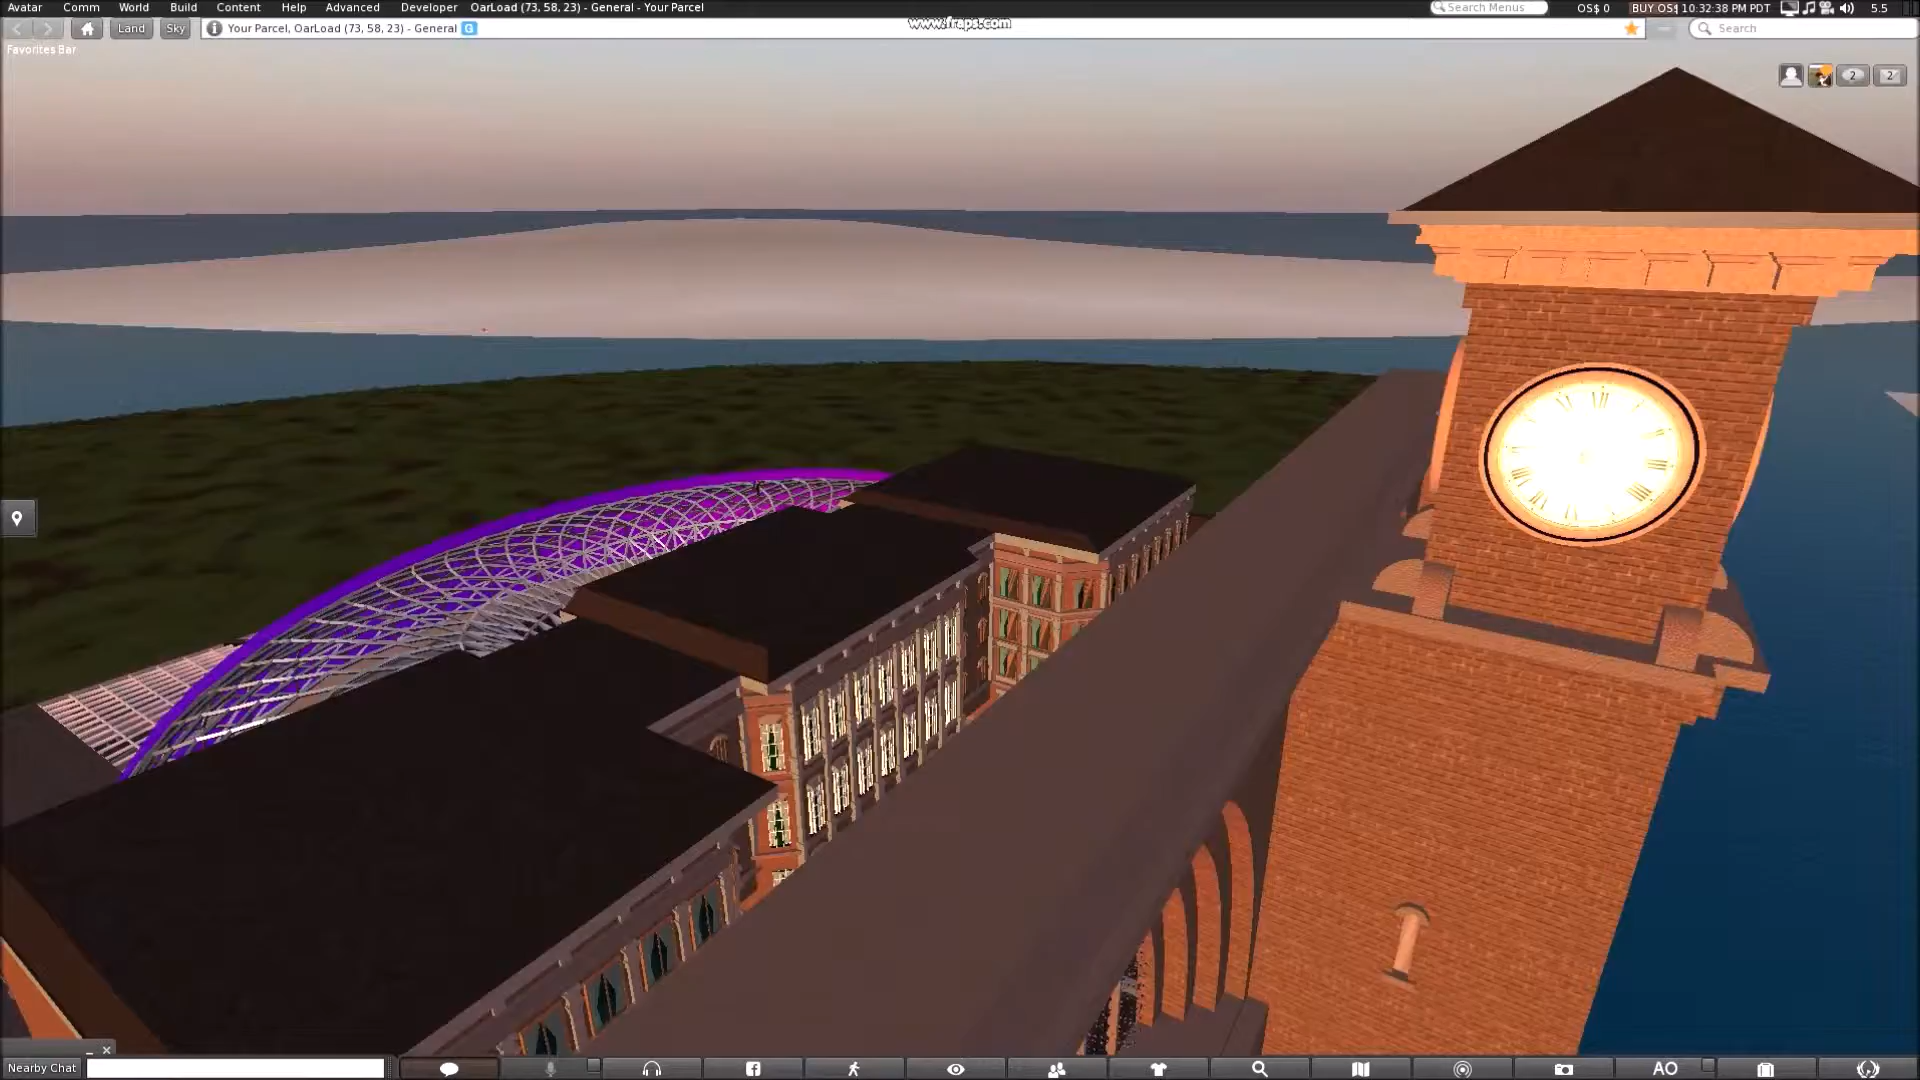 Avatar Comm World Build Content Help Advanced Developer OarLoad (73, 58, 23) - General - Your Parcel Search Menus OS$ 0 BUY OS$ 10:32:38 PM PDT 5.5
Land Sky Your Parcel, OarLoad (73, 58, 23) - General G www.fraps.com Search
Favorites Bar
2 2
Nearby Chat AO